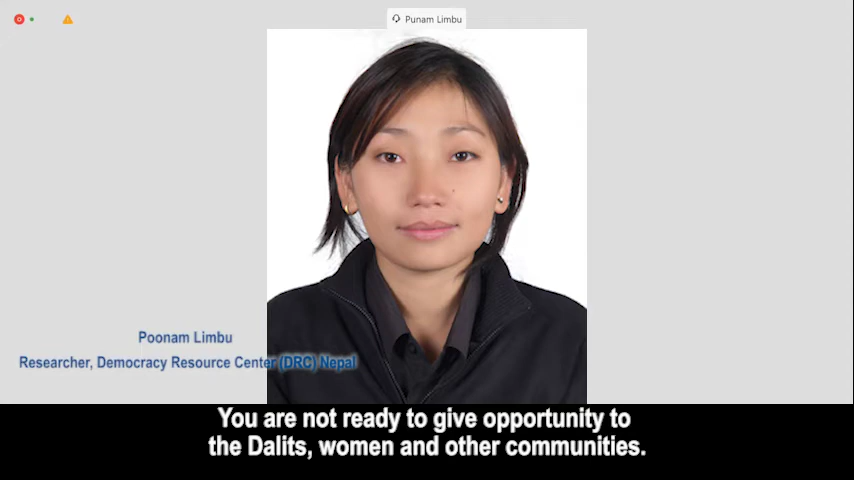 Punam Limbu
Poonam Limbu
Researcher, Democracy Resource Center (DRC) Nepal
You are not ready to give opportunity to
the Dalits, women and other communities.